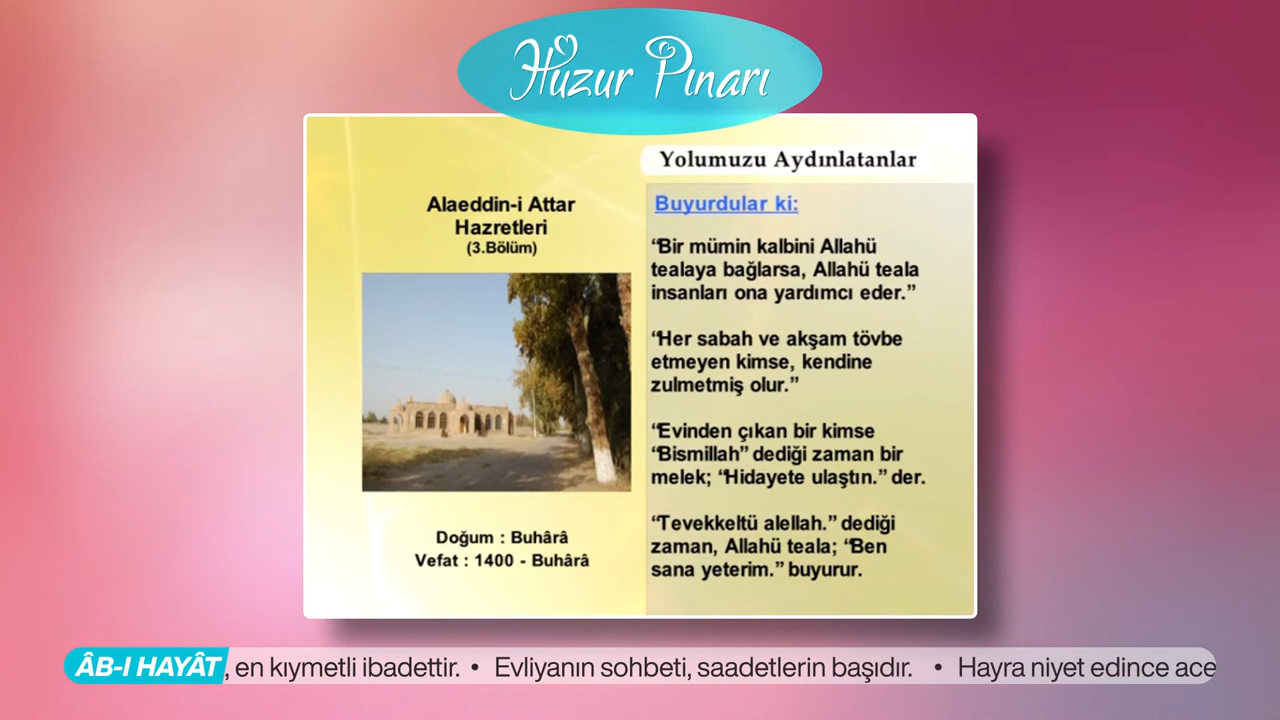 Huzur Pınarı
Yolumuzu Aydınlatanlar
Alaeddin-i Attar
Hazretleri
(3.Bölüm)
Doğum : Buhârâ
Vefat : 1400 - Buhârâ
Buyurdular ki:
“Bir mümin kalbini Allahü
tealaya bağlarsa, Allahü teala
insanları ona yardımcı eder.”
“Her sabah ve akşam tövbe
etmeyen kimse, kendine
zulmetmiş olur.”
“Evinden çıkan bir kimse
“Bismillah” dediği zaman bir
melek; “Hidayete ulaştın.” der.
“Tevekkeltü alellah.” dediği
zaman, Allahü teala; “Ben
sana yeterim.” buyurur.
ÂB-I HAYÂT , en kıymetli ibadettir. • Evliyanın sohbeti, saadetlerin başıdır. • Hayra niyet edince ace